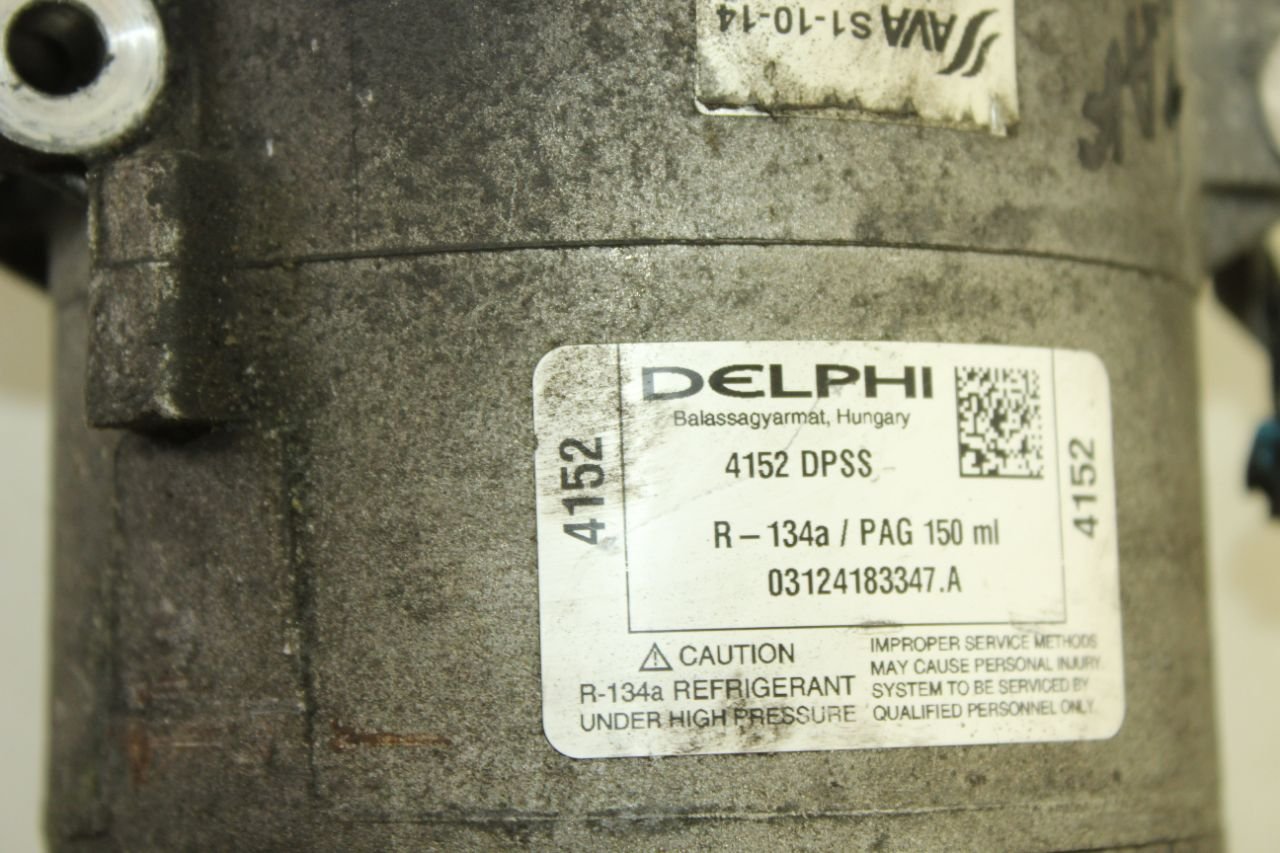 SAVA S1-10-14
DELPHI
Balassagyarmat, Hungary
4152 DPSS
4152
4152
R – 134a / PAG 150 ml
03124183347.A
CAUTION
R-134a REFRIGERANT
UNDER HIGH PRESSURE
IMPROPER SERVICE METHODS
MAY CAUSE PERSONAL INJURY.
SYSTEM TO BE SERVICED BY
QUALIFIED PERSONNEL ONLY.